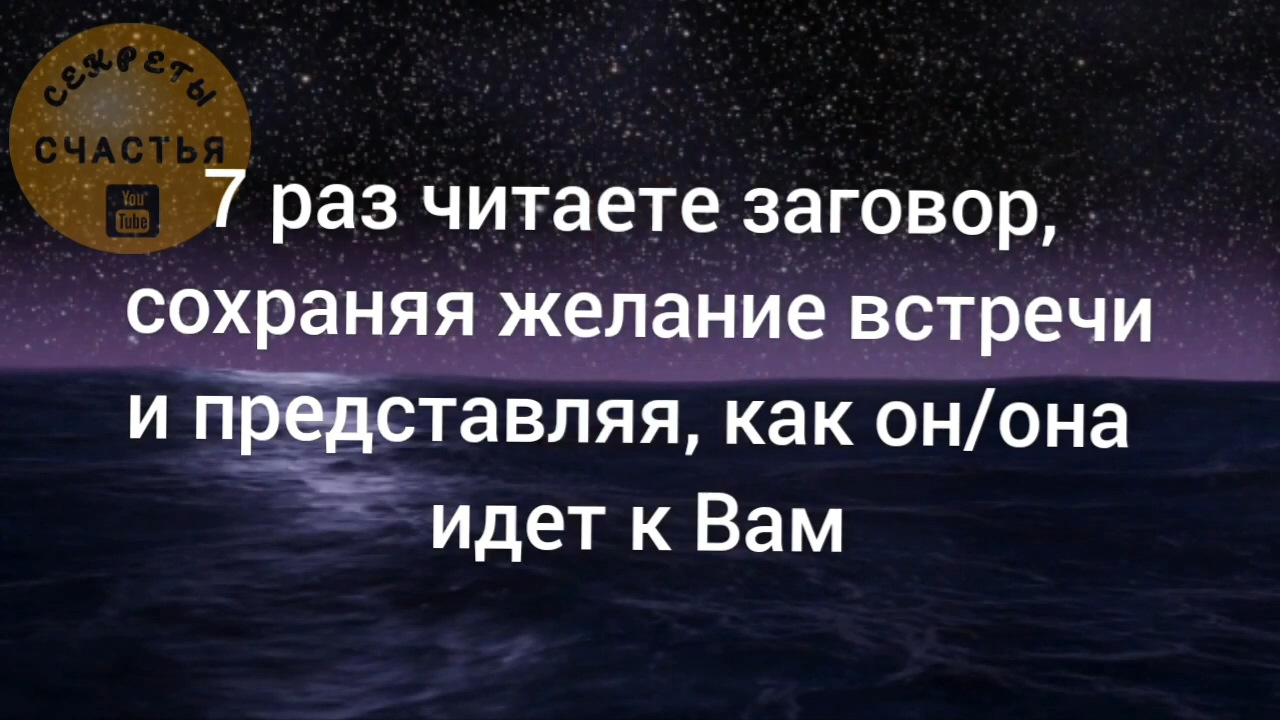 СЕКРЕТЫ
СЧАСТЬЯ
You
Tube
7 раз читаете заговор,
сохраняя желание встречи
и представляя, как он/она
идет к Вам